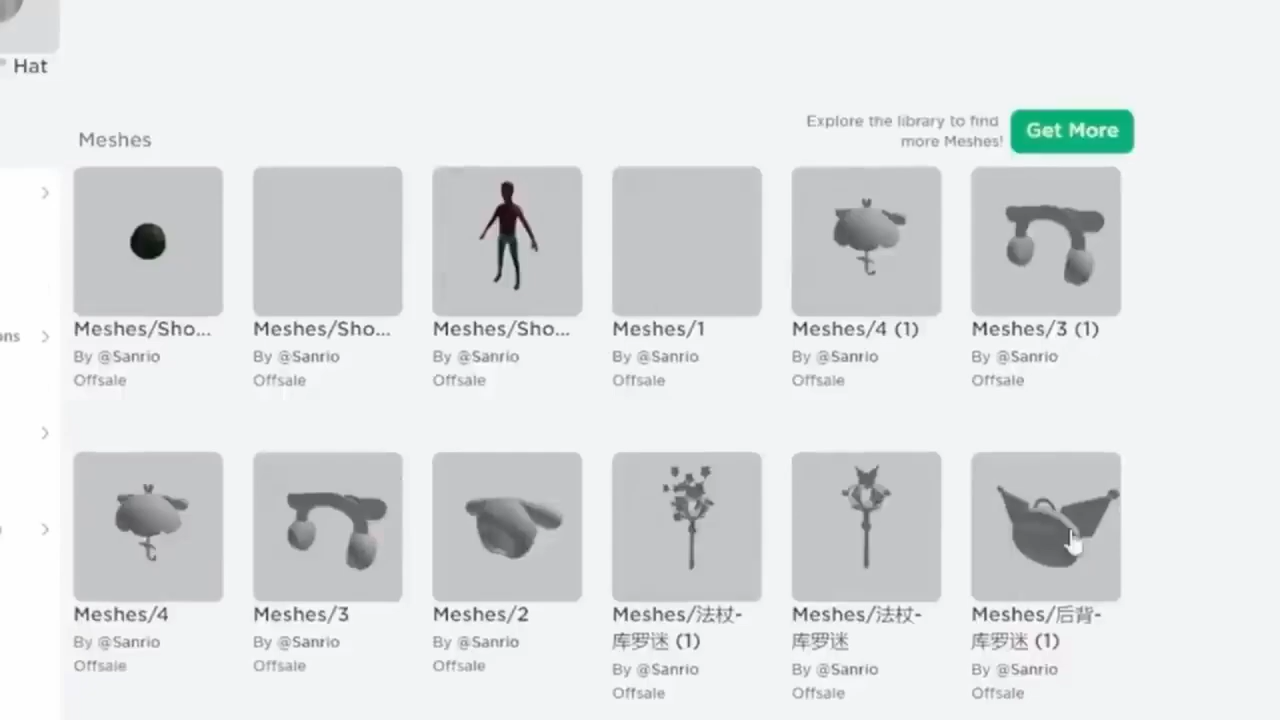 Hat
Explore the library to find
more Meshes!
Get More
Meshes
Meshes/Sho...
Meshes/Sho...
Meshes/Sho...
Meshes/1
Meshes/4 (1)
Meshes/3 (1)
By @Sanrio
By @Sanrio
By @Sanrio
By @Sanrio
By @Sanrio
By @Sanrio
Offsale
Offsale
Offsale
Offsale
Offsale
Offsale
ons
Meshes/4
Meshes/3
Meshes/2
Meshes/法杖-
库罗迷 (1)
Meshes/法杖-
库罗迷
Meshes/后背-
库罗迷 (1)
By @Sanrio
By @Sanrio
By @Sanrio
By @Sanrio
By @Sanrio
By @Sanrio
Offsale
Offsale
Offsale
Offsale
Offsale
Offsale